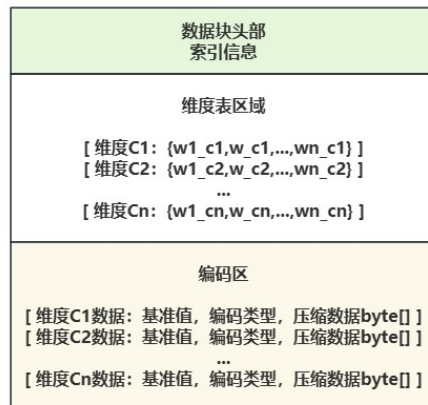 数据块头部
索引信息
维度表区域
[ 维度C1：{w1_c1,w_c1,...,wn_c1} ]
[ 维度C2：{w1_c2,w_c2,...,wn_c2} ]
...
[ 维度Cn：{w1_cn,w_cn,...,wn_cn} ]
编码区
[ 维度C1数据：基准值，编码类型，压缩数据byte[] ]
[ 维度C2数据：基准值，编码类型，压缩数据byte[] ]
...
[ 维度Cn数据：基准值，编码类型，压缩数据byte[] ]